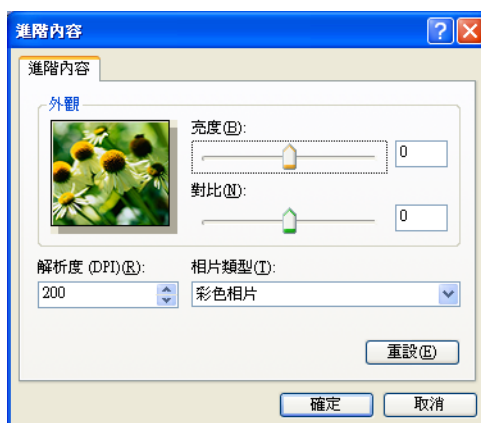 進階內容
進階內容
外觀
亮度(B):
0
對比(N):
0
解析度 (DPI)(R):
相片類型(T):
200
彩色相片
重設(E)
確定
取消